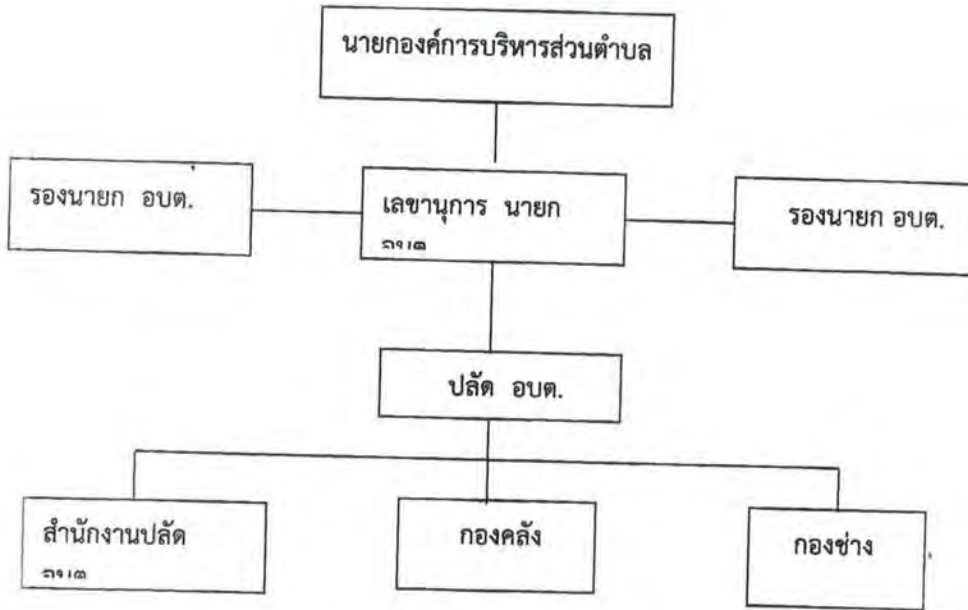 นายกองค์การบริหารส่วนตำบล
รองนายก อบต.
เลขานุการ นายก
รองนายก อบต.
ปลัด อบต.
สำนักงานปลัด
กองคลัง
กองช่าง